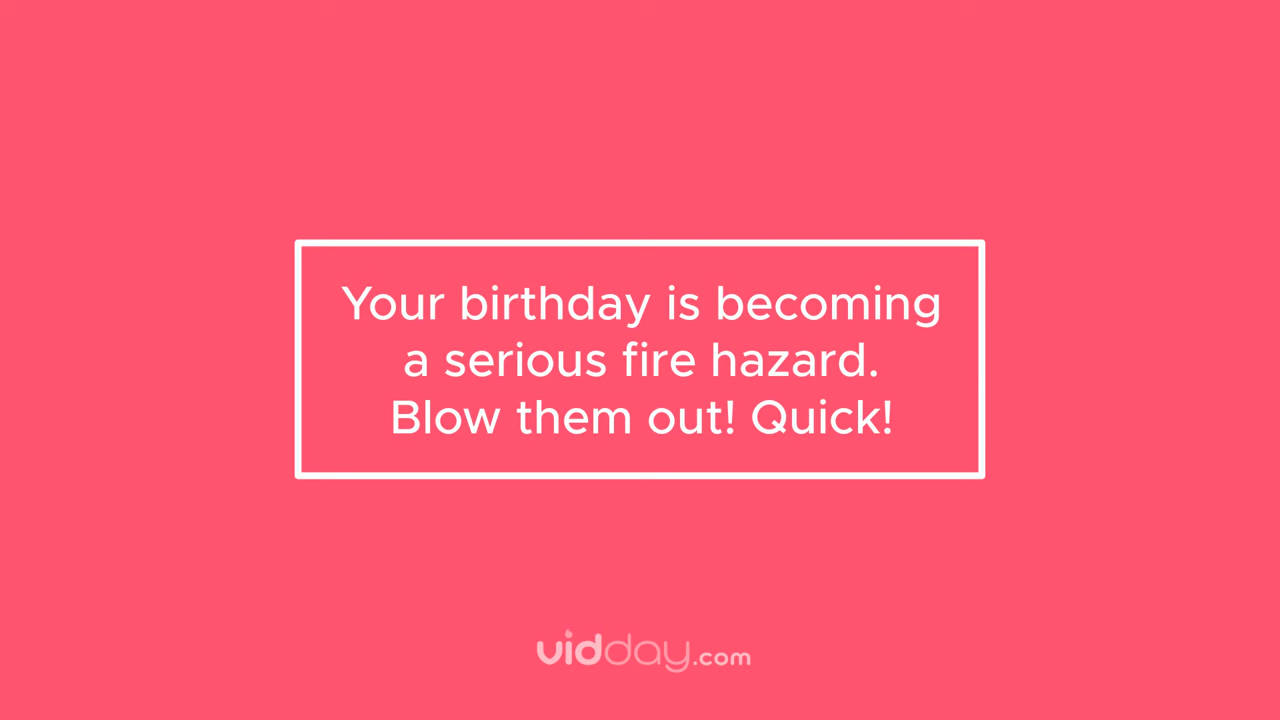 Your birthday is becoming
a serious fire hazard.
Blow them out! Quick!
vidday.com